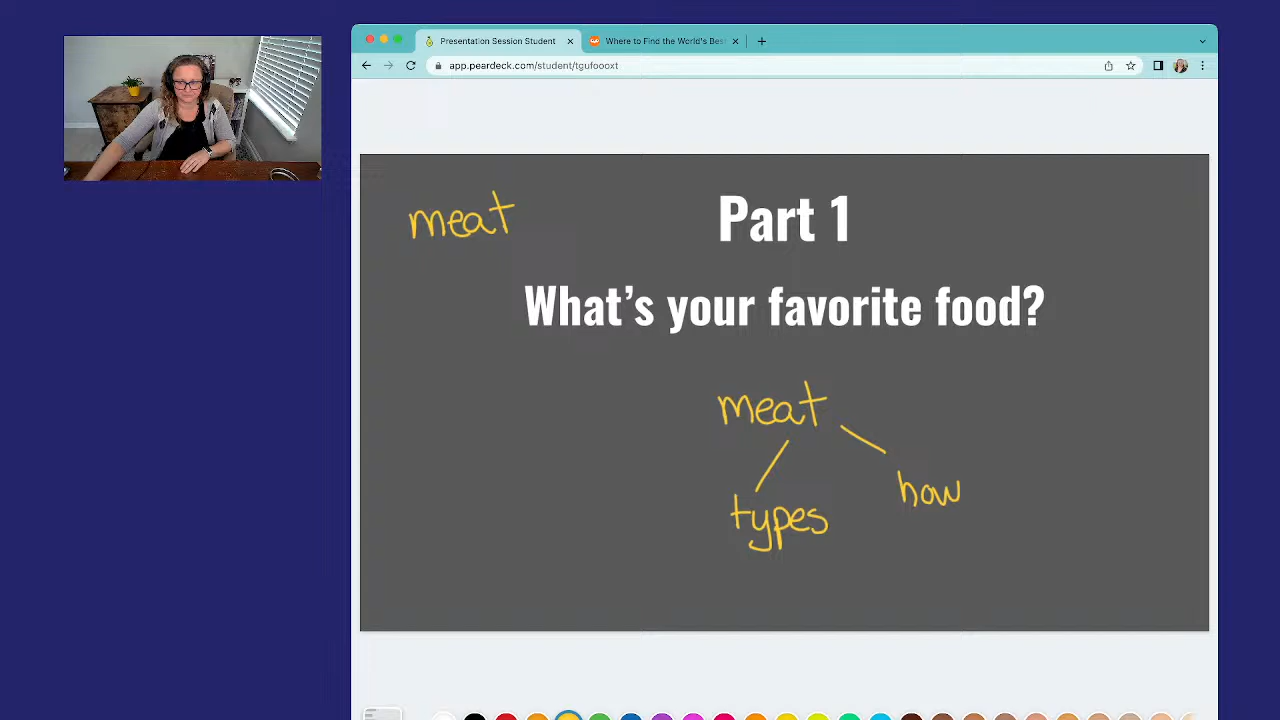 Presentation Session Student
Where to Find the World's Bes
app.peardeck.com/student/tgufoooxt
meat
Part 1
What's your favorite food?
meat
types
how